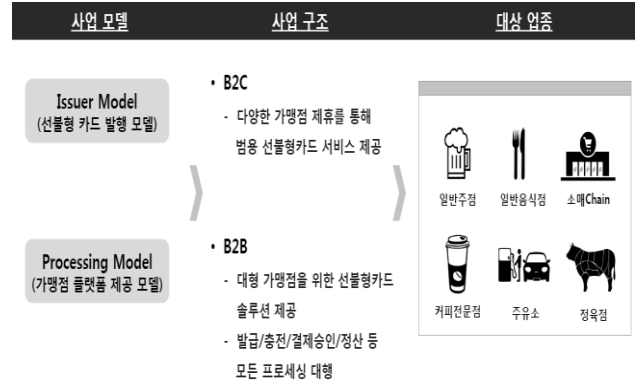 사업 모델
사업 구조
대상 업종
Issuer Model
(선불형 카드 발행 모델)
• B2C
- 다양한 가맹점 제휴를 통해
범용 선불형카드 서비스 제공
Processing Model
(가맹점 플랫폼 제공 모델)
• B2B
- 대형 가맹점을 위한 선불형카드
솔루션 제공
- 발급/충전/결제승인/정산 등
모든 프로세싱 대행
일반주점
일반음식점
소매Chain
커피전문점
주유소
정육점